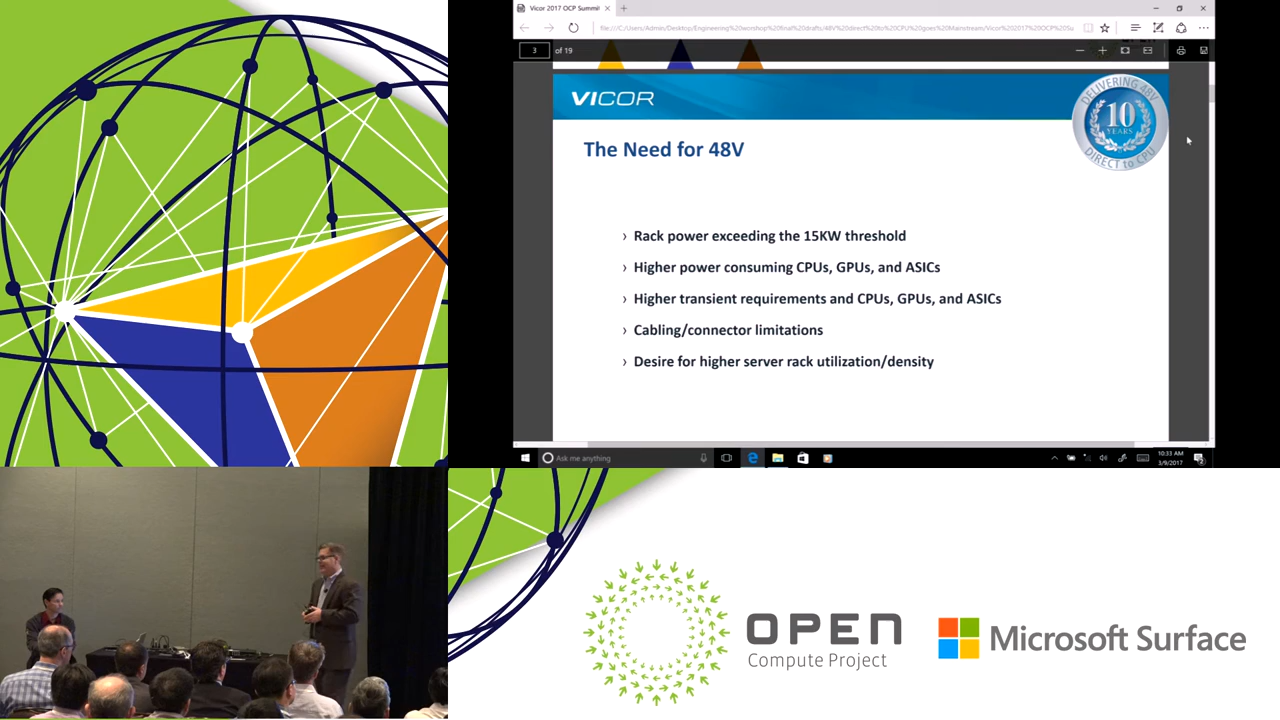 Vicor 2017 OCP Summit
3 of 19
VICOR
DELIVERING 48V
10
YEARS
DIRECT to CPU
The Need for 48V
› Rack power exceeding the 15KW threshold
› Higher power consuming CPUs, GPUs, and ASICs
› Higher transient requirements and CPUs, GPUs, and ASICs
› Cabling/connector limitations
› Desire for higher server rack utilization/density
Ask me anything
10:33 AM
3/9/2017
OPEN
Compute Project
Microsoft Surface